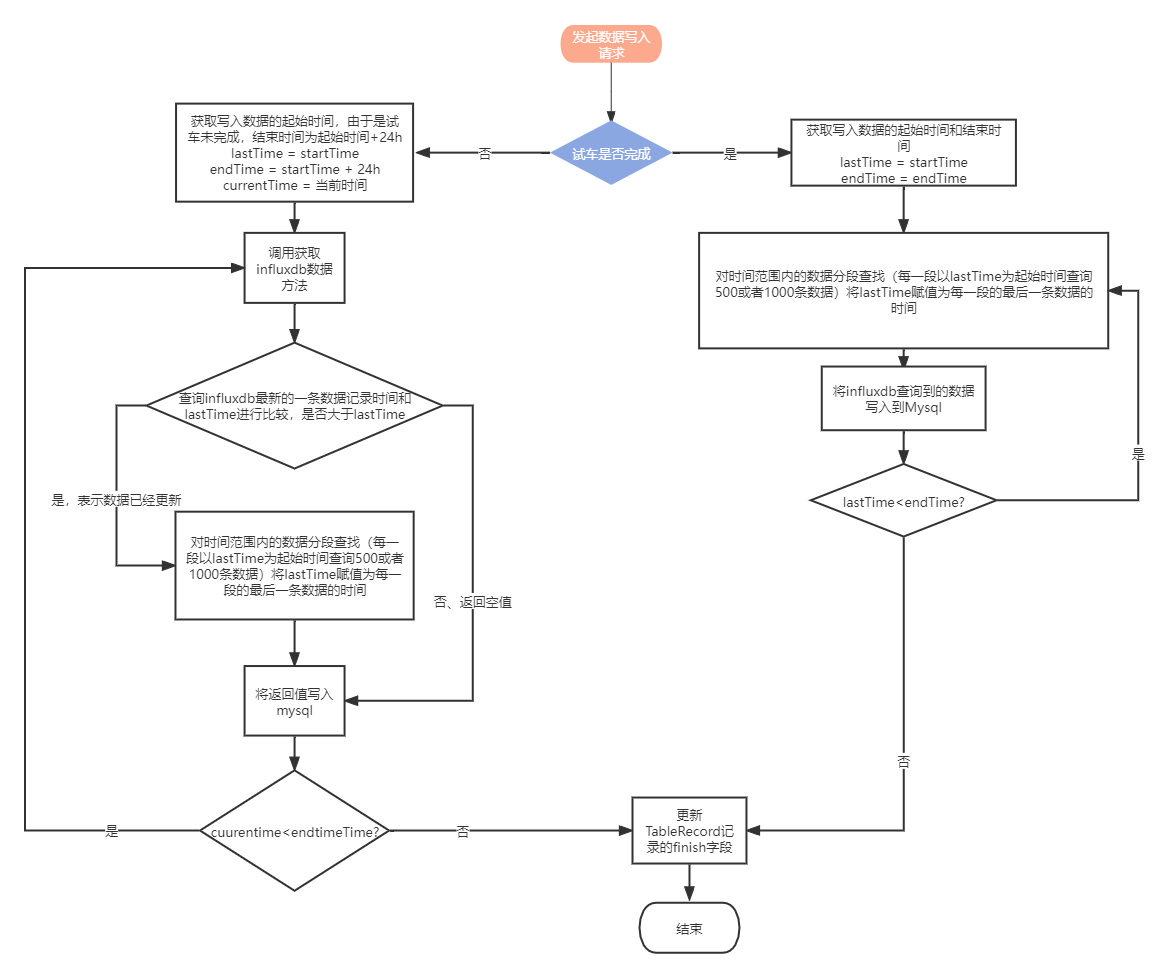 发起数据写入
请求
获取写入数据的起始时间，由于是试
车未完成，结束时间为起始时间+24h
lastTime = startTime
endTime = startTime + 24h
currentTime = 当前时间
否
试车是否完成
是
获取写入数据的起始时间和结束时
间
lastTime = startTime
endTime = endTime
调用获取
influxdb数据
方法
对时间范围内的数据分段查找（每一段以lastTime为起始时间查询
500或者1000条数据）将lastTime赋值为每一段的最后一条数据的
时间
查询influxdb最新的一条数据记录时间和
lastTime进行比较，是否大于lastTime
将influxdb查询到的数据
写入到Mysql
是
是，表示数据已经更新
lastTime<endTime?
对时间范围内的数据分段查找（每一
段以lastTime为起始时间查询500或者
1000条数据）将lastTime赋值为每一
段的最后一条数据的时间
否、返回空值
将返回值写入
mysql
否
是
cuurentime<endtimeTime?
否
更新
TableRecord记
录的finish字段
结束